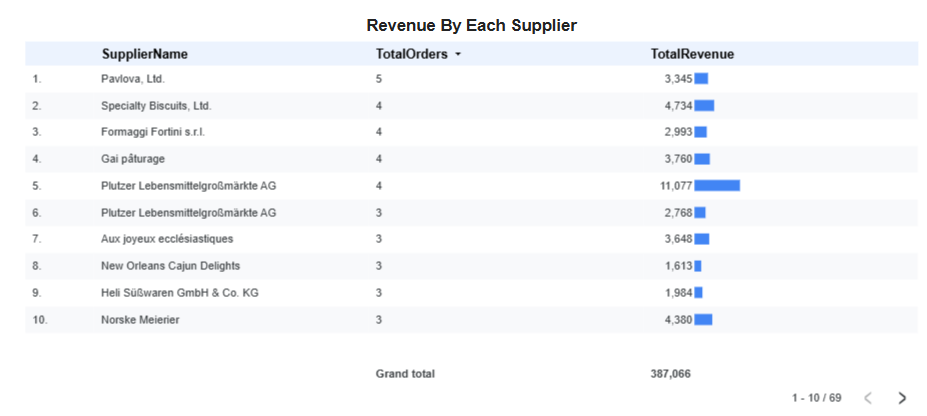 Revenue By Each Supplier
SupplierName TotalOrders TotalRevenue
1. Pavlova, Ltd. 5 3,345
2. Specialty Biscuits, Ltd. 4 4,734
3. Formaggi Fortini s.r.l. 4 2,993
4. Gai pâturage 4 3,760
5. Plutzer Lebensmittelgroßmärkte AG 4 11,077
6. Plutzer Lebensmittelgroßmärkte AG 3 2,768
7. Aux joyeux ecclésiastiques 3 3,648
8. New Orleans Cajun Delights 3 1,613
9. Heli Süßwaren GmbH & Co. KG 3 1,984
10. Norske Meierier 3 4,380
Grand total 387,066
1 - 10 / 69